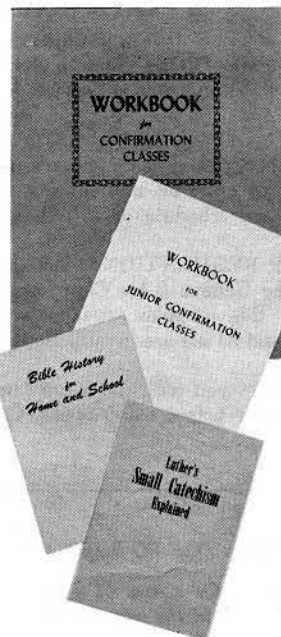 WORKBOOK
for
CONFIRMATION
CLASSES
WORKBOOK
FOR
JUNIOR CONFIRMATION
CLASSES
Bible History
for
Home and School
Luther's
Small Catechism
Explained